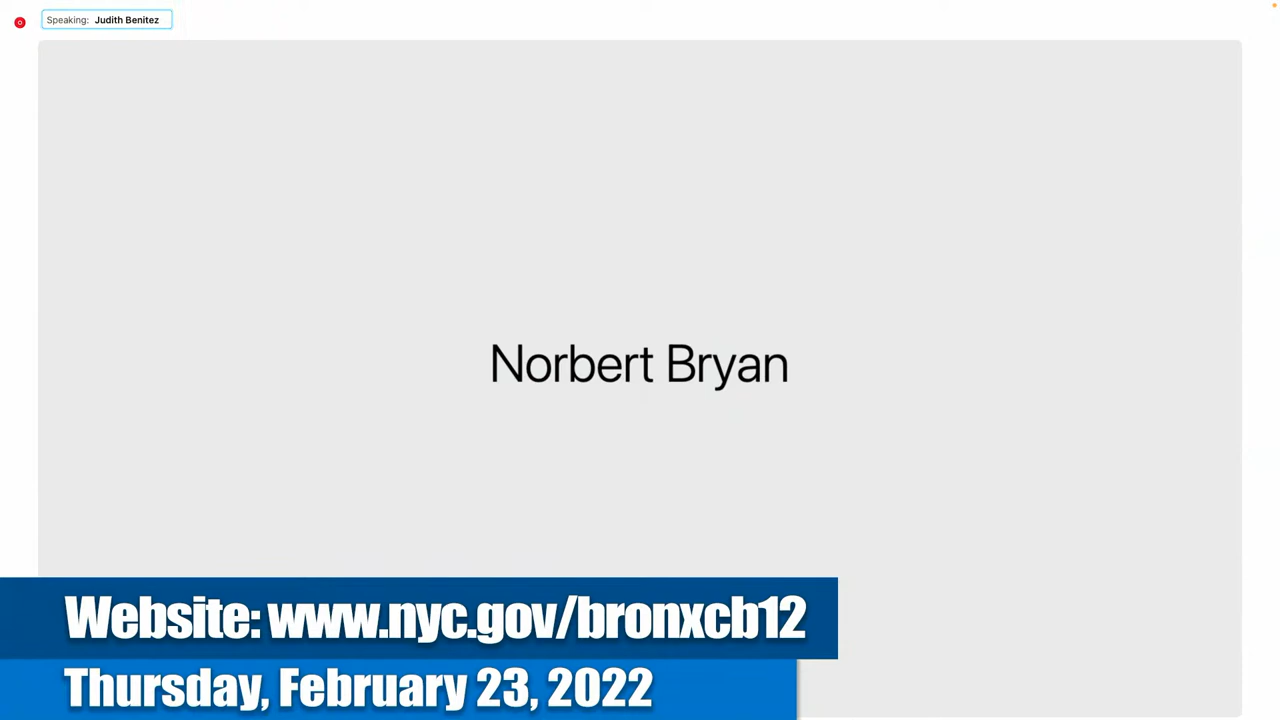 Speaking: Judith Benitez
Norbert Bryan
Website: www.nyc.gov/bronxcb12
Thursday, February 23, 2022